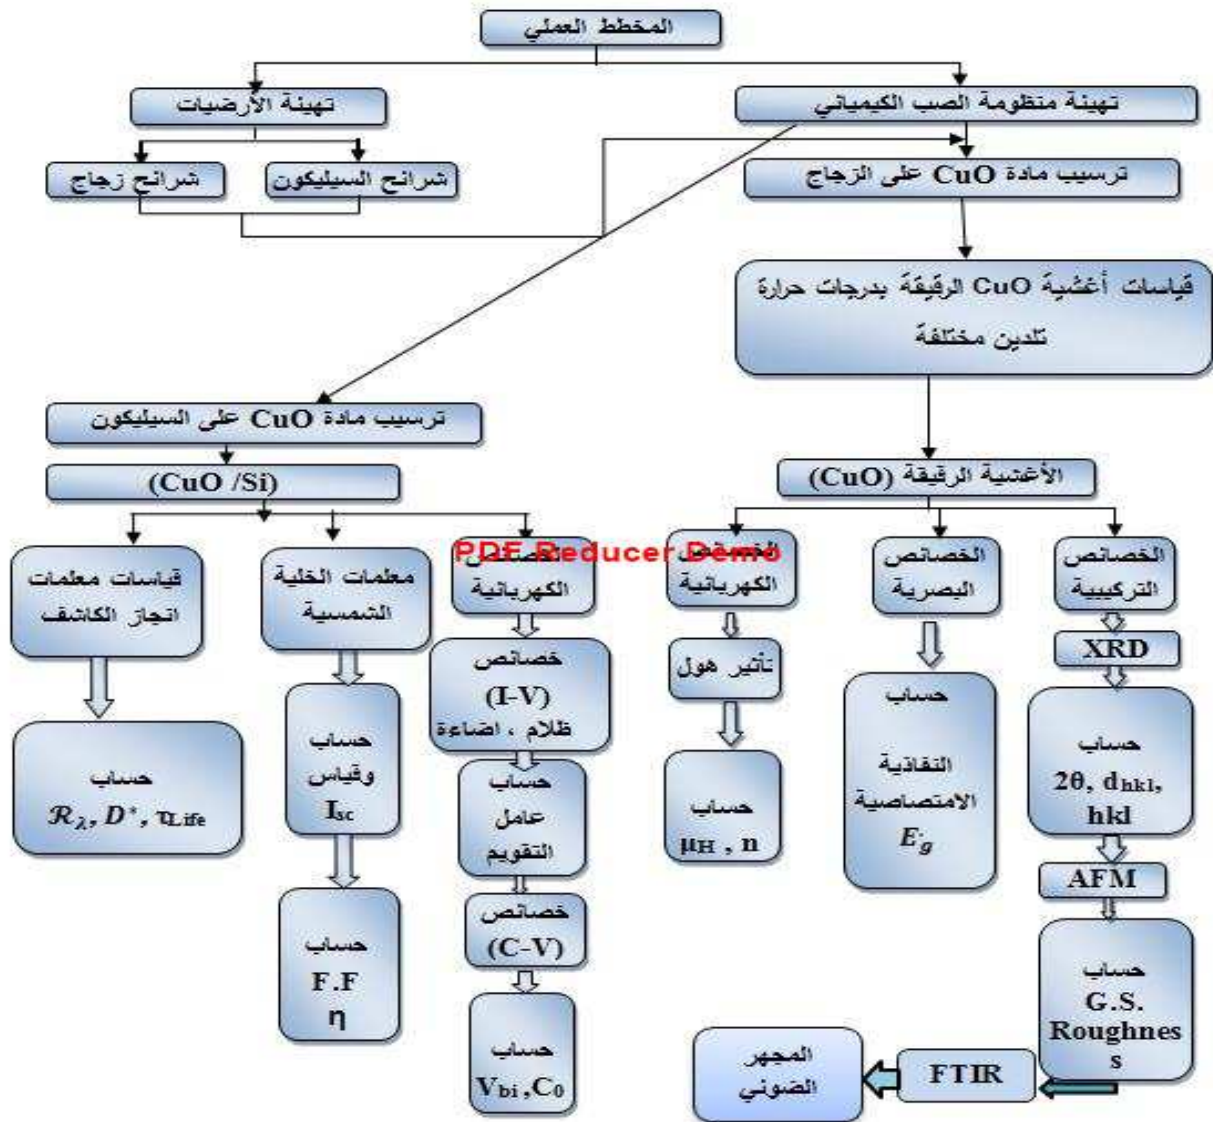 المخطط العملي
تهيئة الأرضيات
تهيئة منظومة الصب الكيميائي
شرائح زجاج
شرائح السيليكون
ترسيب مادة CuO على الزجاج
قياسات أغشية CuO الرقيقة بدرجات حرارة
تلدين مختلفة
ترسيب مادة CuO على السيليكون
(CuO /Si)
الأغشية الرقيقة (CuO)
PDF Reducer Demo
الخصائص
التركيبية
XRD
حساب
2θ, dhkl,
hkl
AFM
حساب
G.S.
Roughnes
s
FTIR
المجهر
الضوئي
الخصائص
البصرية
حساب
النفاذية
الامتصاصية
Eg
الخصائص
الكهربائية
تأثير هول
حساب
μH , n
الخصائص
الكهربائية
خصائص
(I-V)
ظلام ، اضاءة
حساب
عامل
التقويم
خصائص
(C-V)
حساب
Vbi ,C0
معلمات الخلية
الشمسية
حساب
وقياس
Isc
حساب
F.F
η
قياسات معلمات
انجاز الكاشف
حساب
ℛλ, D*, τLife